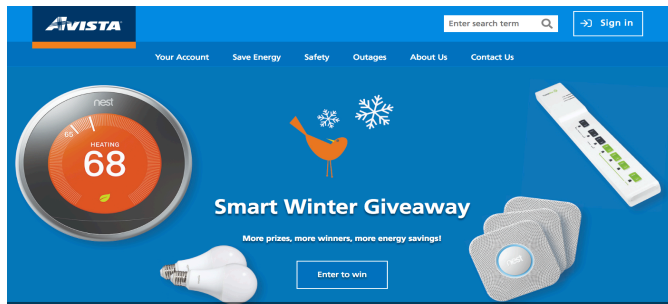 AVISTA
Enter search term
Sign in
Your Account Save Energy Safety Outages About Us Contact Us
nest
65
HEATING
68
Smart Winter Giveaway
More prizes, more winners, more energy savings!
nest
Enter to win